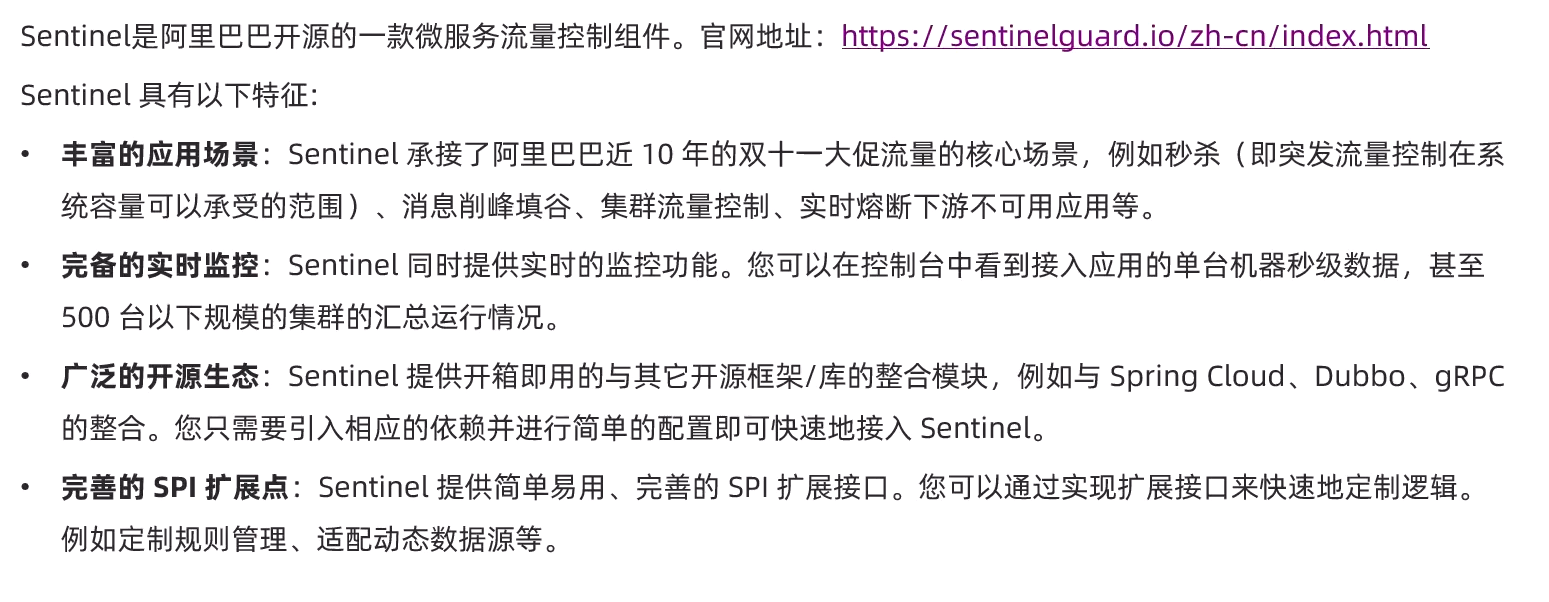 Sentinel是阿里巴巴开源的一款微服务流量控制组件。官网地址：https://sentinelguard.io/zh-cn/index.html
Sentinel 具有以下特征:
• 丰富的应用场景：Sentinel 承接了阿里巴巴近 10 年的双十一大促流量的核心场景，例如秒杀（即突发流量控制在系
统容量可以承受的范围）、消息削峰填谷、集群流量控制、实时熔断下游不可用应用等。
• 完备的实时监控：Sentinel 同时提供实时的监控功能。您可以在控制台中看到接入应用的单台机器秒级数据，甚至
500 台以下规模的集群的汇总运行情况。
• 广泛的开源生态：Sentinel 提供开箱即用的与其它开源框架/库的整合模块，例如与 Spring Cloud、Dubbo、gRPC
的整合。您只需要引入相应的依赖并进行简单的配置即可快速地接入 Sentinel。
• 完善的 SPI 扩展点：Sentinel 提供简单易用、完善的 SPI 扩展接口。您可以通过实现扩展接口来快速地定制逻辑。
例如定制规则管理、适配动态数据源等。